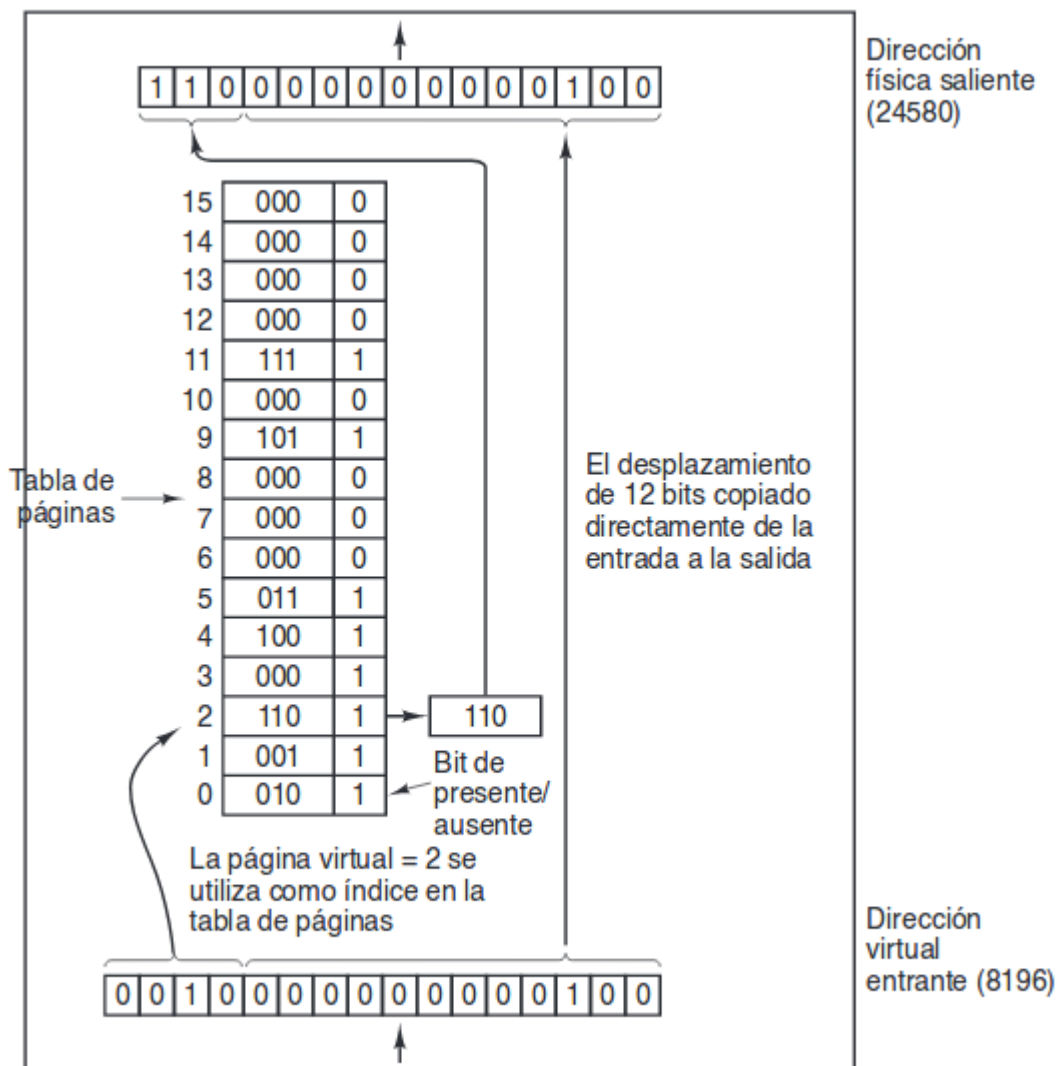 Dirección
física saliente
(24580)
1 1 0 0 0 0 0 0 0 0 0 0 1 0 0
15 000 0
14 000 0
13 000 0
12 000 0
11 111 1
10 000 0
9 101 1
8 000 0
7 000 0
6 000 0
5 011 1
4 100 1
3 000 1
2 110 1
1 001 1
0 010 1
Tabla de
páginas
110
Bit de
presente/
ausente
El desplazamiento
de 12 bits copiado
directamente de la
entrada a la salida
La página virtual = 2 se
utiliza como índice en la
tabla de páginas
0 0 1 0 0 0 0 0 0 0 0 0 0 1 0 0
Dirección
virtual
entrante (8196)